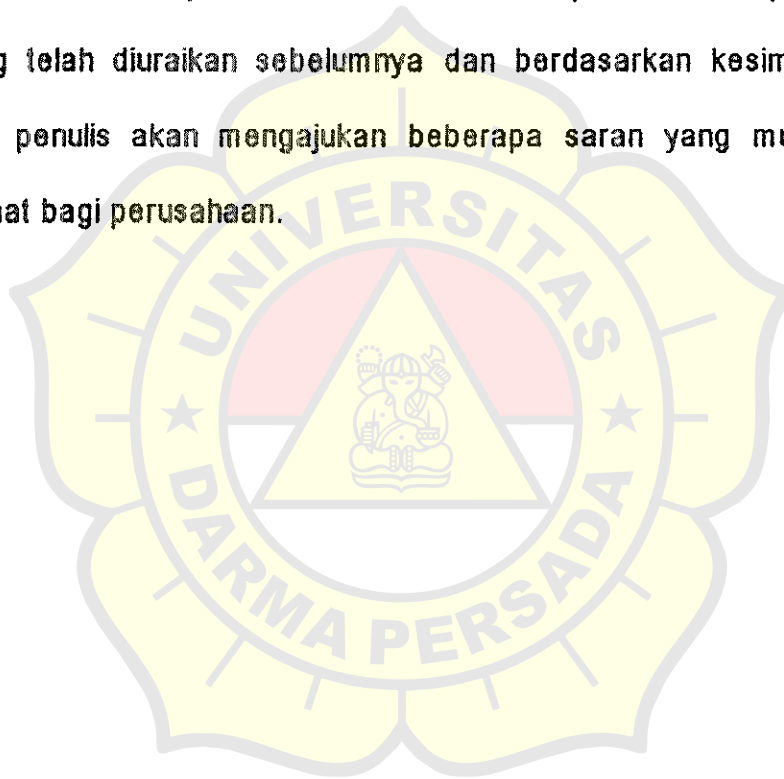 telah diuraikan sebelumnya dan berdasarkan
penulis akan mengajukan beberapa saran yang
bagi perusahaan.
UNIVERSITAS
DARMA PERSADA